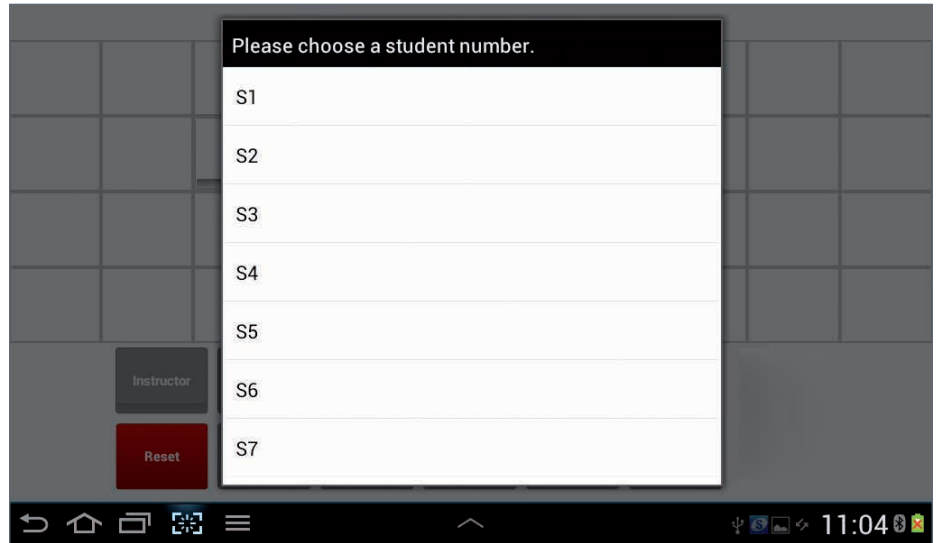 Please choose a student number.
S1
S2
S3
S4
S5
S6
S7
Instructor
Reset
11:04